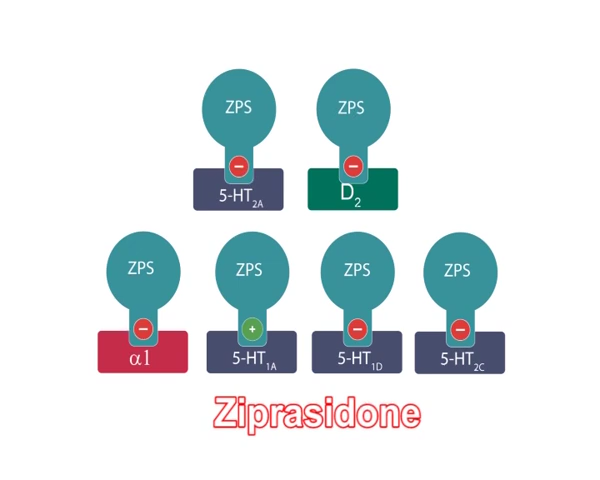 ZPS ZPS
− −
5-HT2A D2
ZPS ZPS ZPS ZPS
− + − −
α1 5-HT1A 5-HT1D 5-HT2C
Ziprasidone